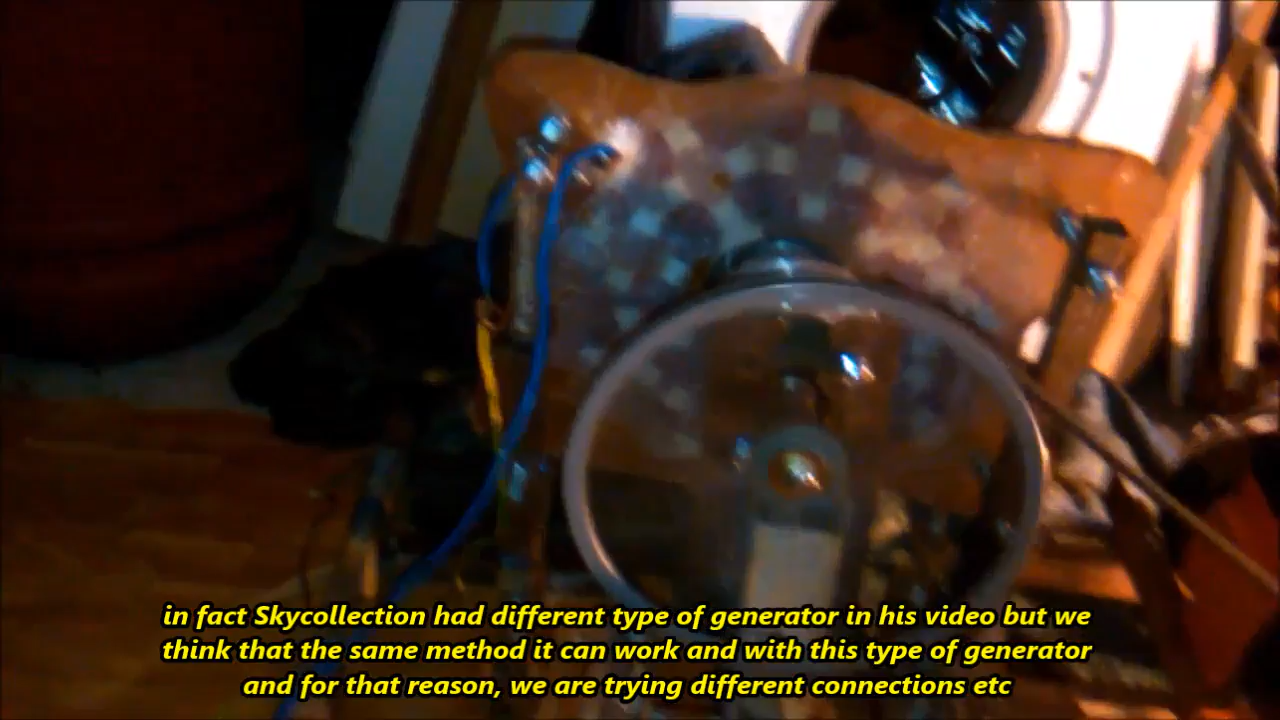 in fact Skycollection had different type of generator in his video but we
think that the same method it can work and with this type of generator
and for that reason, we are trying different connections etc